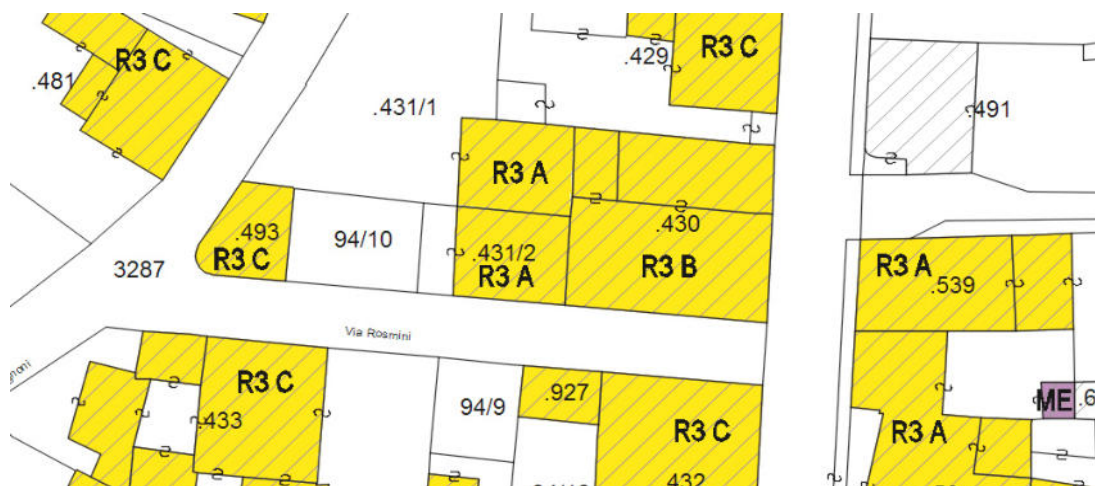 R3 C
.429
R3 C
.481
.431/1
.491
R3 A
.493
94/10
.430
.431/2
R3 C
R3 A
R3 B
R3 A
.539
3287
Via Rosmini
R3 C
.927
ME
.6
94/9
.433
R3 C
R3 A
432